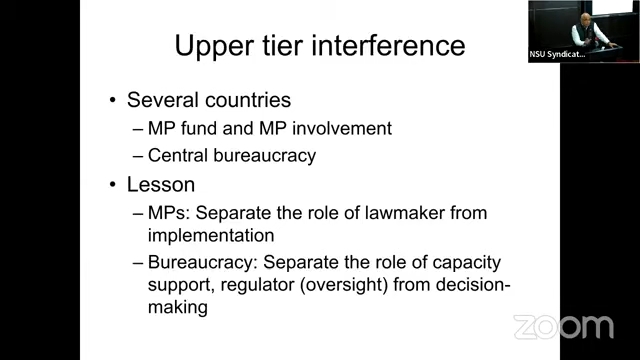 Upper tier interference
NSU Syndicat...
• Several countries
– MP fund and MP involvement
– Central bureaucracy
• Lesson
– MPs: Separate the role of lawmaker from
implementation
– Bureaucracy: Separate the role of capacity
support, regulator (oversight) from decision-
making
zoom